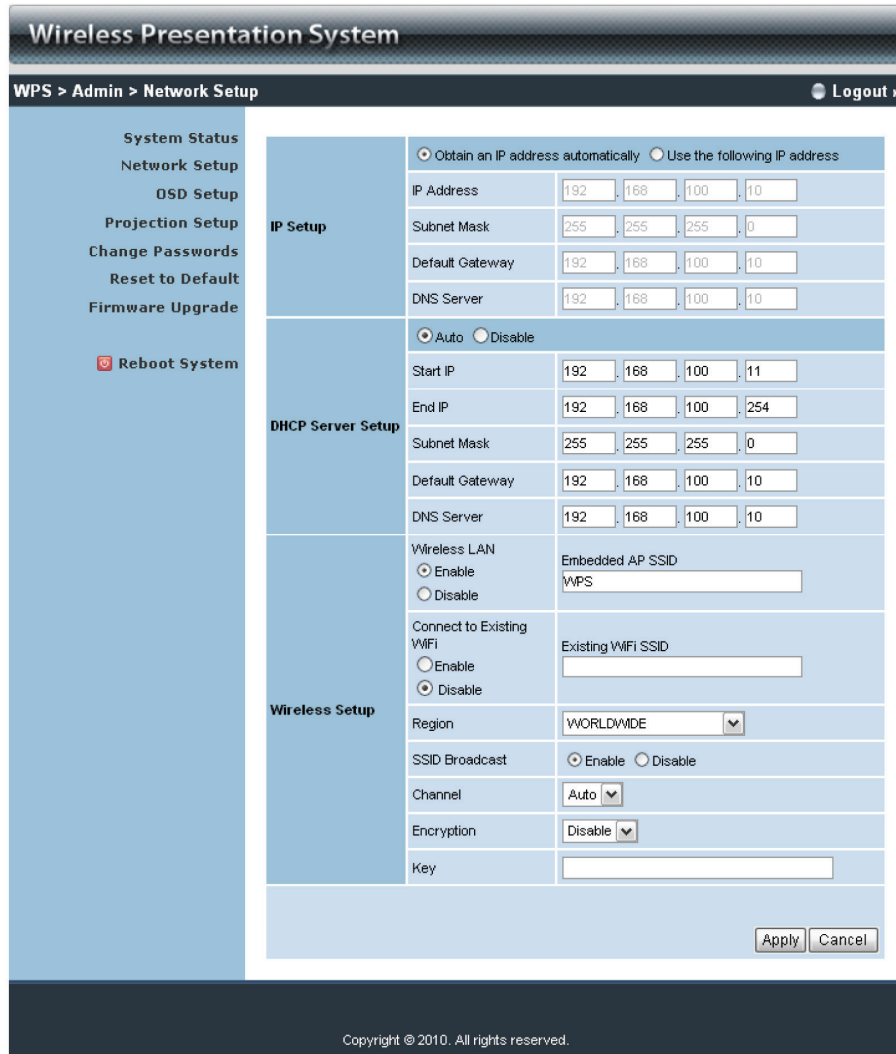 Wireless Presentation System
WPS > Admin > Network Setup
Logout
System Status
Network Setup
OSD Setup
Projection Setup
Change Passwords
Reset to Default
Firmware Upgrade
Reboot System
IP Setup
Obtain an IP address automatically Use the following IP address
IP Address 192 . 168 . 100 . 10
Subnet Mask 255 . 255 . 255 . 0
Default Gateway 192 . 168 . 100 . 10
DNS Server 192 . 168 . 100 . 10
DHCP Server Setup
Auto Disable
Start IP 192 . 168 . 100 . 11
End IP 192 . 168 . 100 . 254
Subnet Mask 255 . 255 . 255 . 0
Default Gateway 192 . 168 . 100 . 10
DNS Server 192 . 168 . 100 . 10
Wireless Setup
Wireless LAN
Enable
Disable
Embedded AP SSID
WPS
Connect to Existing
WiFi
Enable
Disable
Existing WiFi SSID
Region WORLDWIDE
SSID Broadcast Enable Disable
Channel Auto
Encryption Disable
Key
Apply Cancel
Copyright © 2010. All rights reserved.